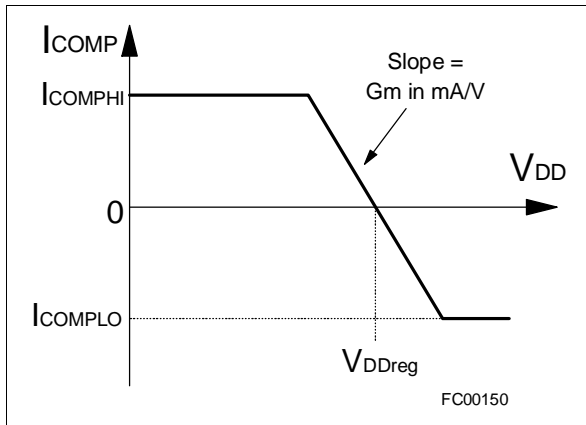 ICOMP
Slope =
Gm in mA/V
ICOMPHI
VDD
0
ICOMPLO
VDDreg
FC00150